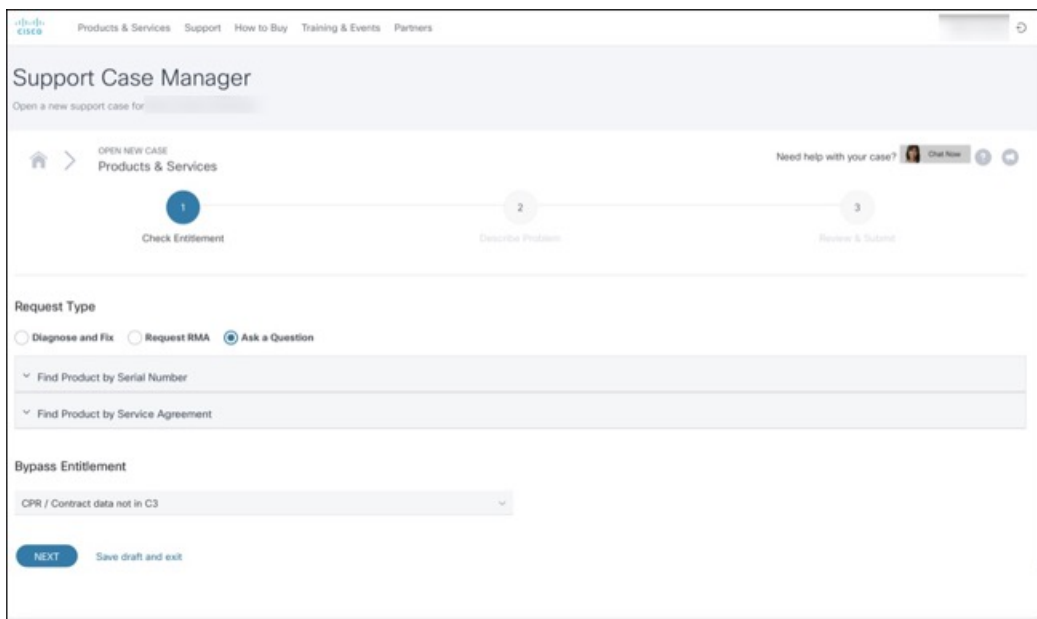 CISCO
Products & Services Support How to Buy Training & Events Partners
Support Case Manager
Open a new support case for
OPEN NEW CASE
Products & Services
Need help with your case? Chat Now ?
1 2 3
Check Entitlement Describe Problem Review & Submit
Request Type
Diagnose and Fix Request RMA Ask a Question
Find Product by Serial Number
Find Product by Service Agreement
Bypass Entitlement
CPR / Contract data not in C3
NEXT Save draft and exit